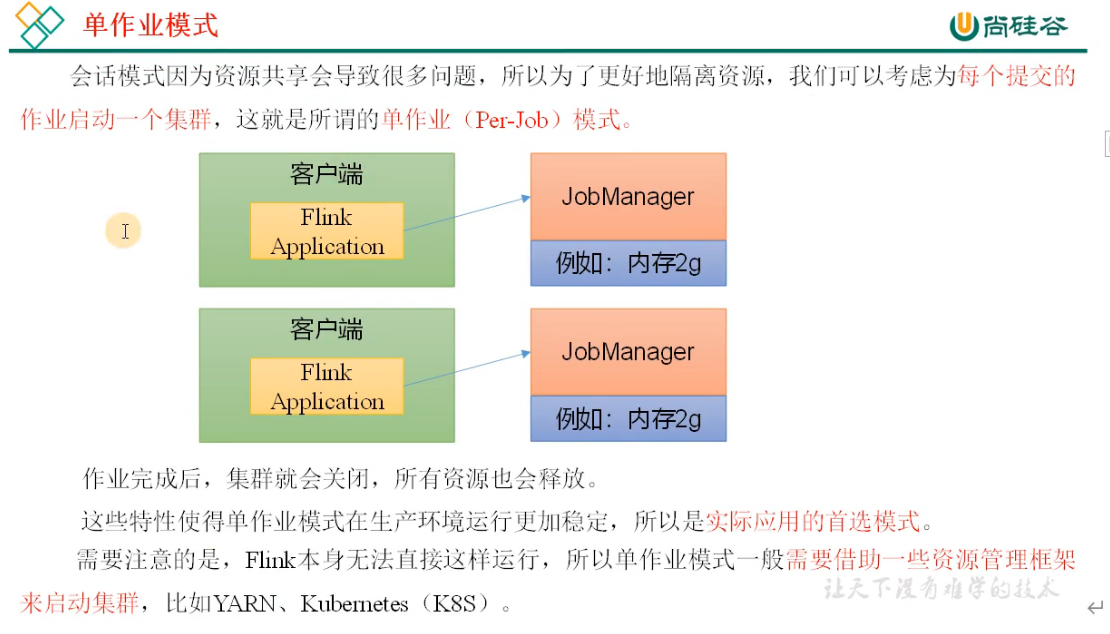 单作业模式
尚硅谷
会话模式因为资源共享会导致很多问题，所以为了更好地隔离资源，我们可以考虑为每个提交的
作业启动一个集群，这就是所谓的单作业（Per-Job）模式。
客户端
Flink
Application
JobManager
例如：内存2g
客户端
Flink
Application
JobManager
例如：内存2g
作业完成后，集群就会关闭，所有资源也会释放。
这些特性使得单作业模式在生产环境运行更加稳定，所以是实际应用的首选模式。
需要注意的是，Flink本身无法直接这样运行，所以单作业模式一般需要借助一些资源管理框架
来启动集群，比如YARN、Kubernetes（K8S）。
让天下没有难学的技术